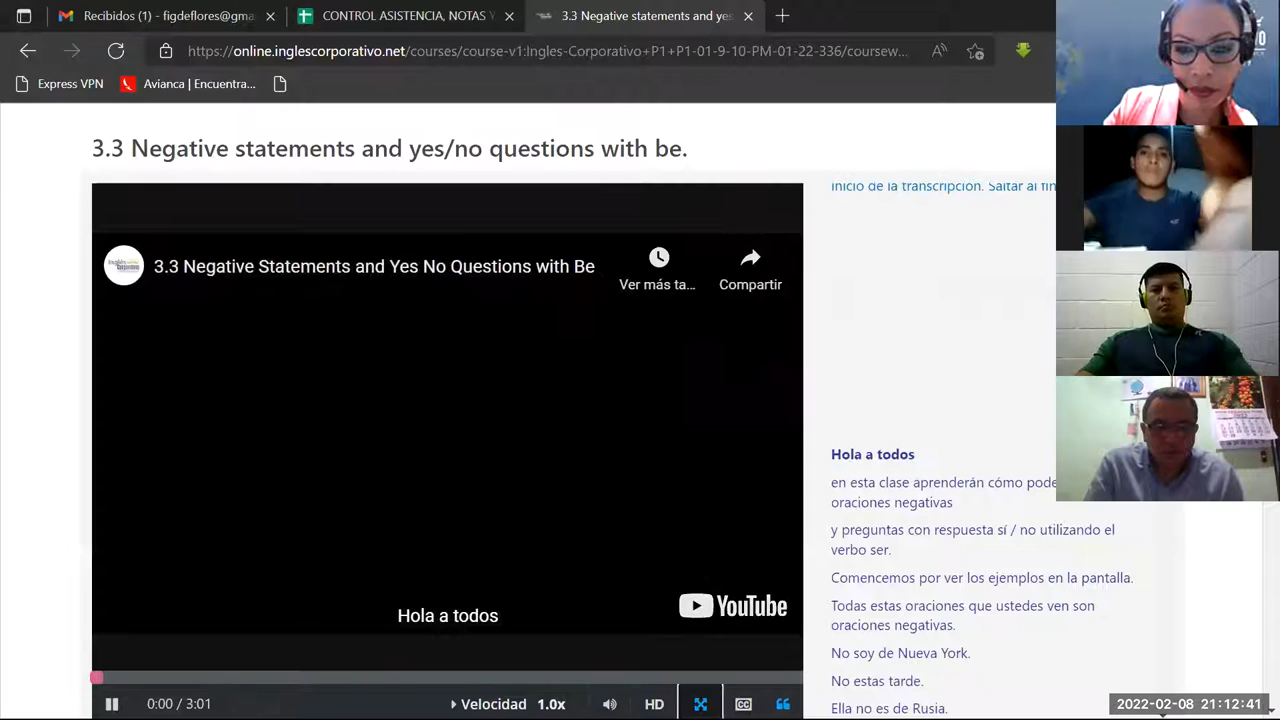 Recibidos (1) - figdeflores@gma
CONTROL ASISTENCIA, NOTAS Y
3.3 Negative statements and yes/
https://online.inglescorporativo.net/courses/course-v1:Ingles-Corporativo+P1+P1-01-9-10-PM-01-22-336/coursew...
Express VPN
Avianca | Encuentra...
3.3 Negative statements and yes/no questions with be.
3.3 Negative Statements and Yes No Questions with Be
Ver más ta...
Compartir
Hola a todos
YouTube
0:00 / 3:01
Velocidad 1.0x
HD
CC
Inicio de la transcripción. Saltar al fin
Hola a todos
en esta clase aprenderán cómo pode
oraciones negativas
y preguntas con respuesta sí / no utilizando el
verbo ser.
Comencemos por ver los ejemplos en la pantalla.
Todas estas oraciones que ustedes ven son
oraciones negativas.
No soy de Nueva York.
No estas tarde.
Ella no es de Rusia.
2022-02-08 21:12:41